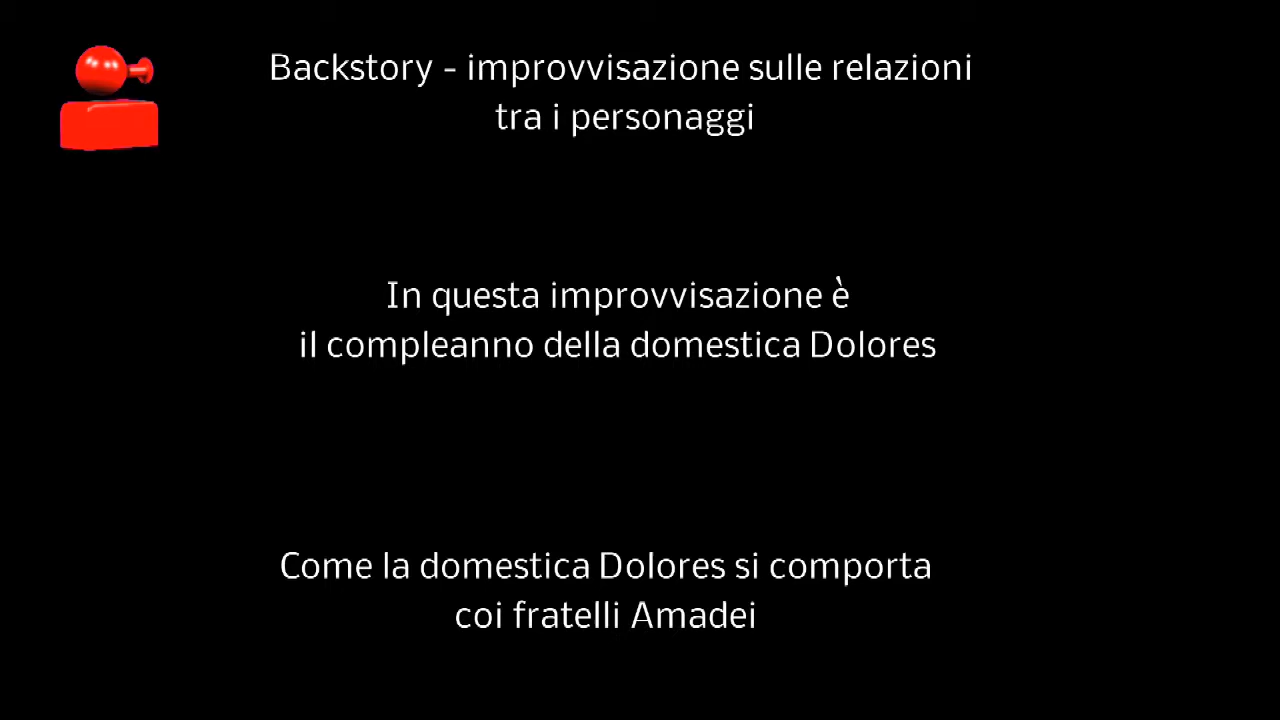 Backstory - improvvisazione sulle relazioni
tra i personaggi
In questa improvvisazione è
il compleanno della domestica Dolores
Come la domestica Dolores si comporta
coi fratelli Amadei